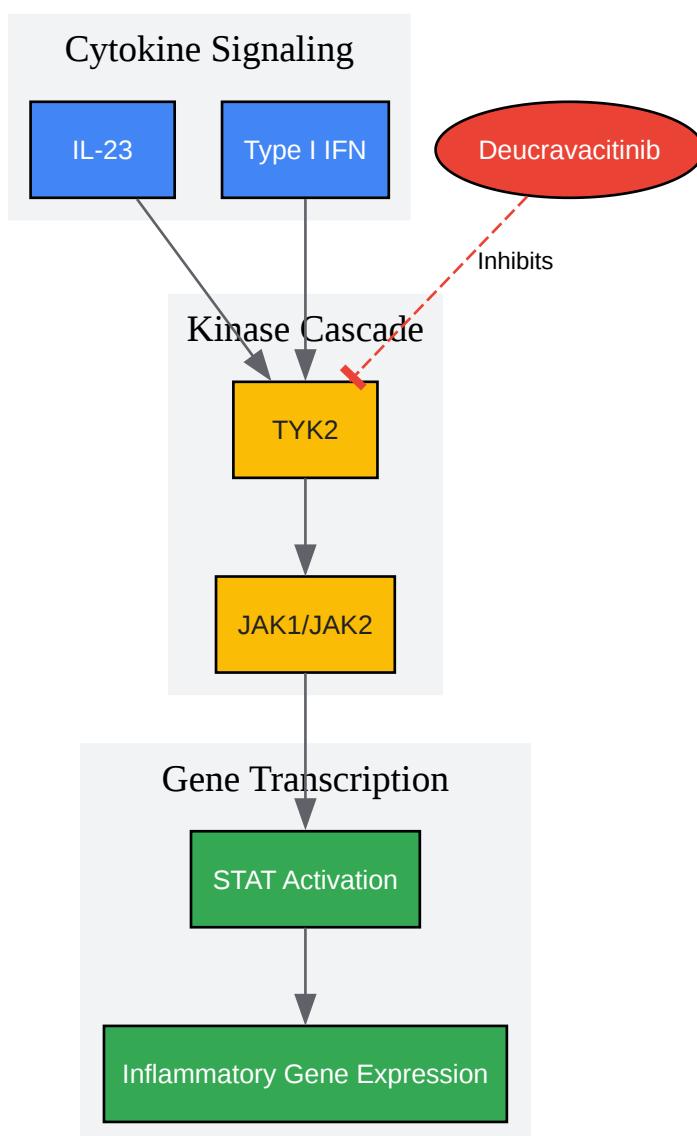 Cytokine Signaling
IL-23
Type I IFN
Deucravacitinib
Inhibits
Kinase Cascade
TYK2
JAK1/JAK2
Gene Transcription
STAT Activation
Inflammatory Gene Expression